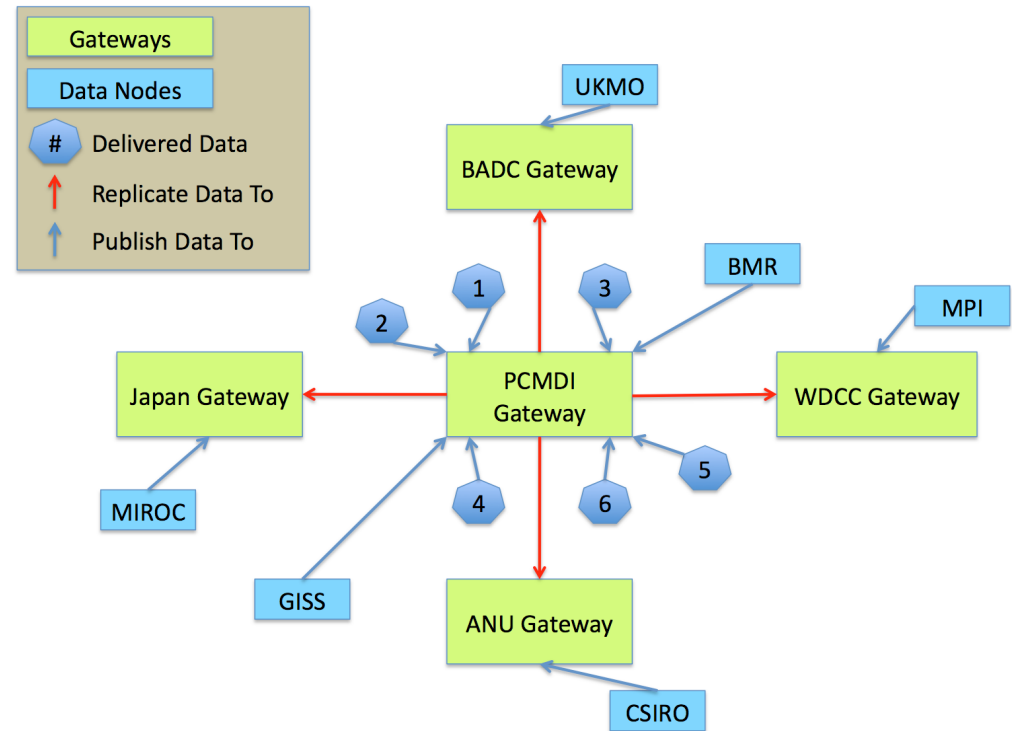 Gateways
Data Nodes
# Delivered Data
Replicate Data To
Publish Data To
UKMO
BADC Gateway
BMR
1
3
MPI
2
Japan Gateway
PCMDI
Gateway
WDCC Gateway
5
4
6
MIROC
GISS
ANU Gateway
CSIRO